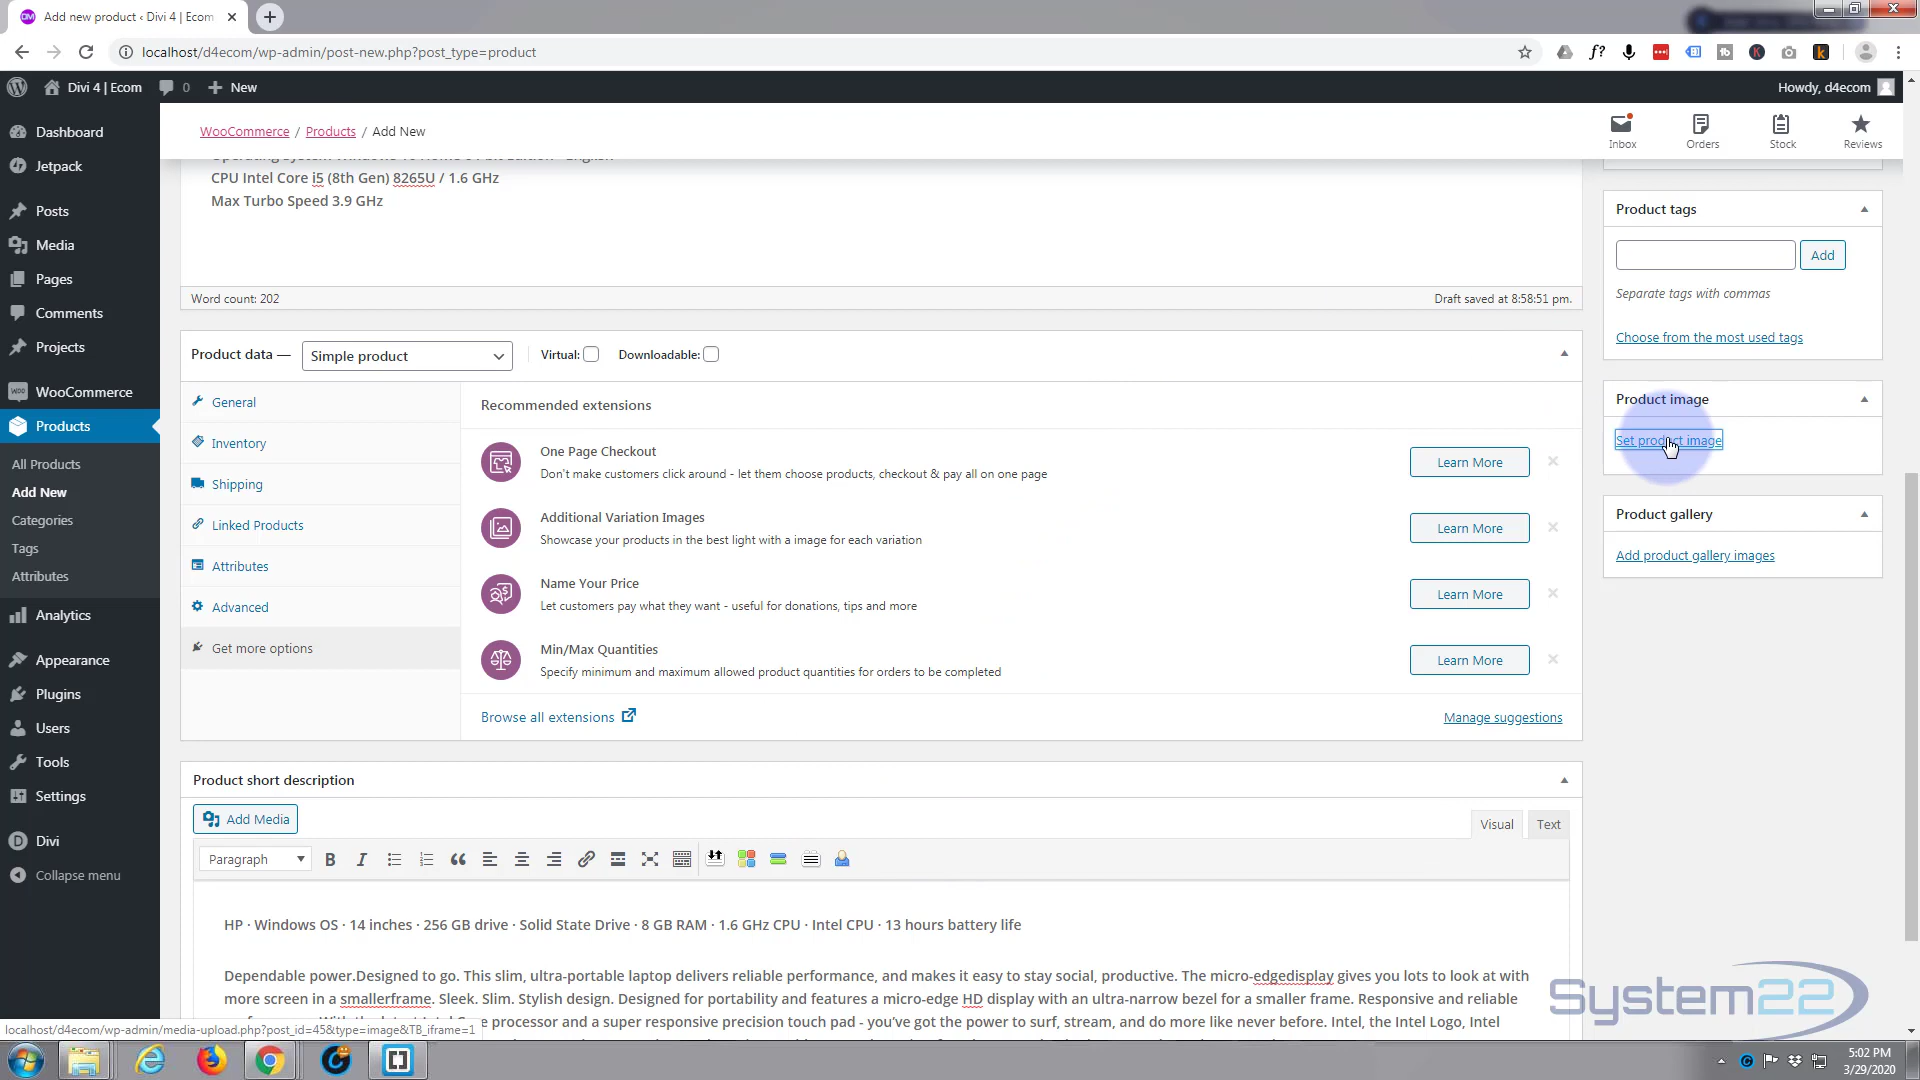 Add new product ‹ Divi 4 | Ecom
localhost/d4ecom/wp-admin/post-new.php?post_type=product
Divi 4 | Ecom
0
New
Howdy, d4ecom
Dashboard
Jetpack
Posts
Media
Pages
Comments
Projects
WooCommerce
Products
All Products
Add New
Categories
Tags
Attributes
Analytics
Appearance
Plugins
Users
Tools
Settings
Divi
Collapse menu
WooCommerce / Products / Add New
Inbox
Orders
Stock
Reviews
CPU Intel Core i5 (8th Gen) 8265U / 1.6 GHz
Max Turbo Speed 3.9 GHz
Word count: 202
Draft saved at 8:58:51 pm.
Product data —
Simple product
Virtual:
Downloadable:
General
Inventory
Shipping
Linked Products
Attributes
Advanced
Get more options
Recommended extensions
One Page Checkout
Don't make customers click around - let them choose products, checkout & pay all on one page
Learn More
Additional Variation Images
Showcase your products in the best light with a image for each variation
Learn More
Name Your Price
Let customers pay what they want - useful for donations, tips and more
Learn More
Min/Max Quantities
Specify minimum and maximum allowed product quantities for orders to be completed
Learn More
Browse all extensions
Manage suggestions
Product short description
Add Media
Visual
Text
Paragraph
HP · Windows OS · 14 inches · 256 GB drive · Solid State Drive · 8 GB RAM · 1.6 GHz CPU · Intel CPU · 13 hours battery life
Dependable power.Designed to go. This slim, ultra-portable laptop delivers reliable performance, and makes it easy to stay social, productive. The micro-edgedisplay gives you lots to look at with
more screen in a smallerframe. Sleek. Slim. Stylish design. Designed for portability and features a micro-edge HD display with an ultra-narrow bezel for a smaller frame. Responsive and reliable
processor and a super responsive precision touch pad - you've got the power to surf, stream, and do more like never before. Intel, the Intel Logo, Intel
Product tags
Add
Separate tags with commas
Choose from the most used tags
Product image
Set product image
Product gallery
Add product gallery images
System22
localhost/d4ecom/wp-admin/media-upload.php?post_id=45&type=image&TB_iframe=1
5:02 PM
3/29/2020